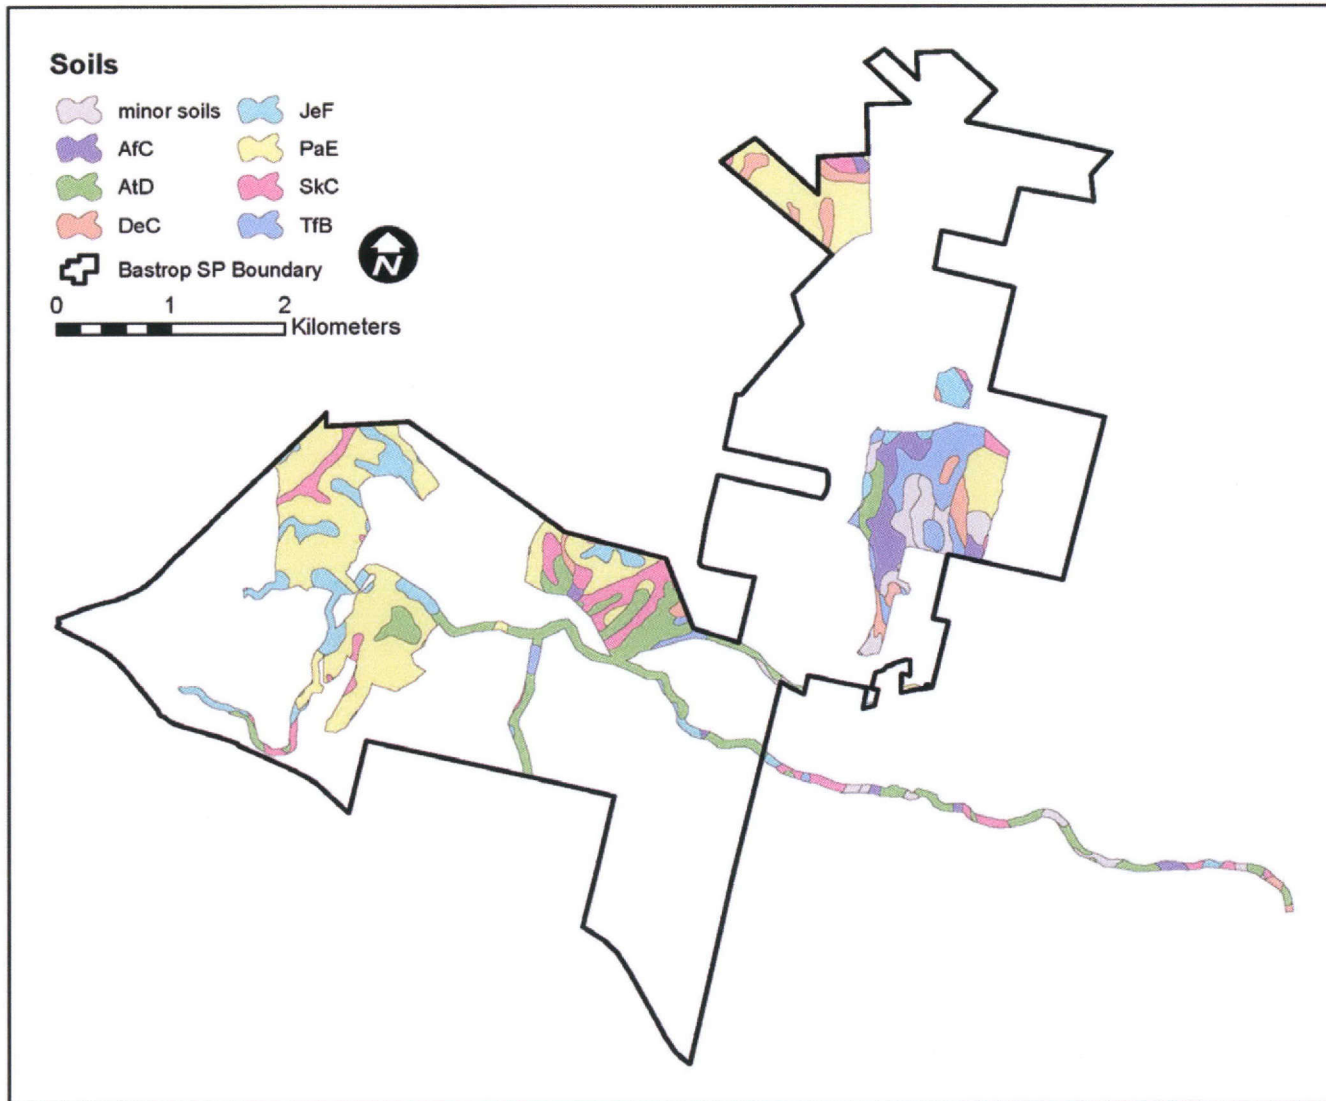 Soils
minor soils JeF
AfC PaE
AtD SkC
DeC TfB
Bastrop SP Boundary
N
0 1 2
Kilometers